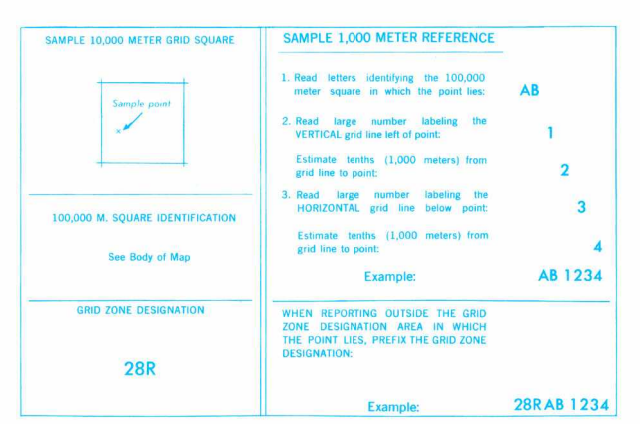 SAMPLE 10,000 METER GRID SQUARE
Sample point
100,000 M. SQUARE IDENTIFICATION
See Body of Map
GRID ZONE DESIGNATION
28R
SAMPLE 1,000 METER REFERENCE
1. Read letters identifying the 100,000
meter square in which the point lies: AB
2. Read large number labeling the
VERTICAL grid line left of point: 1
Estimate tenths (1,000 meters) from
grid line to point: 2
3. Read large number labeling the
HORIZONTAL grid line below point: 3
Estimate tenths (1,000 meters) from
grid line to point: 4
Example: AB 1234
WHEN REPORTING OUTSIDE THE GRID
ZONE DESIGNATION AREA IN WHICH
THE POINT LIES, PREFIX THE GRID ZONE
DESIGNATION:
Example: 28RAB 1234